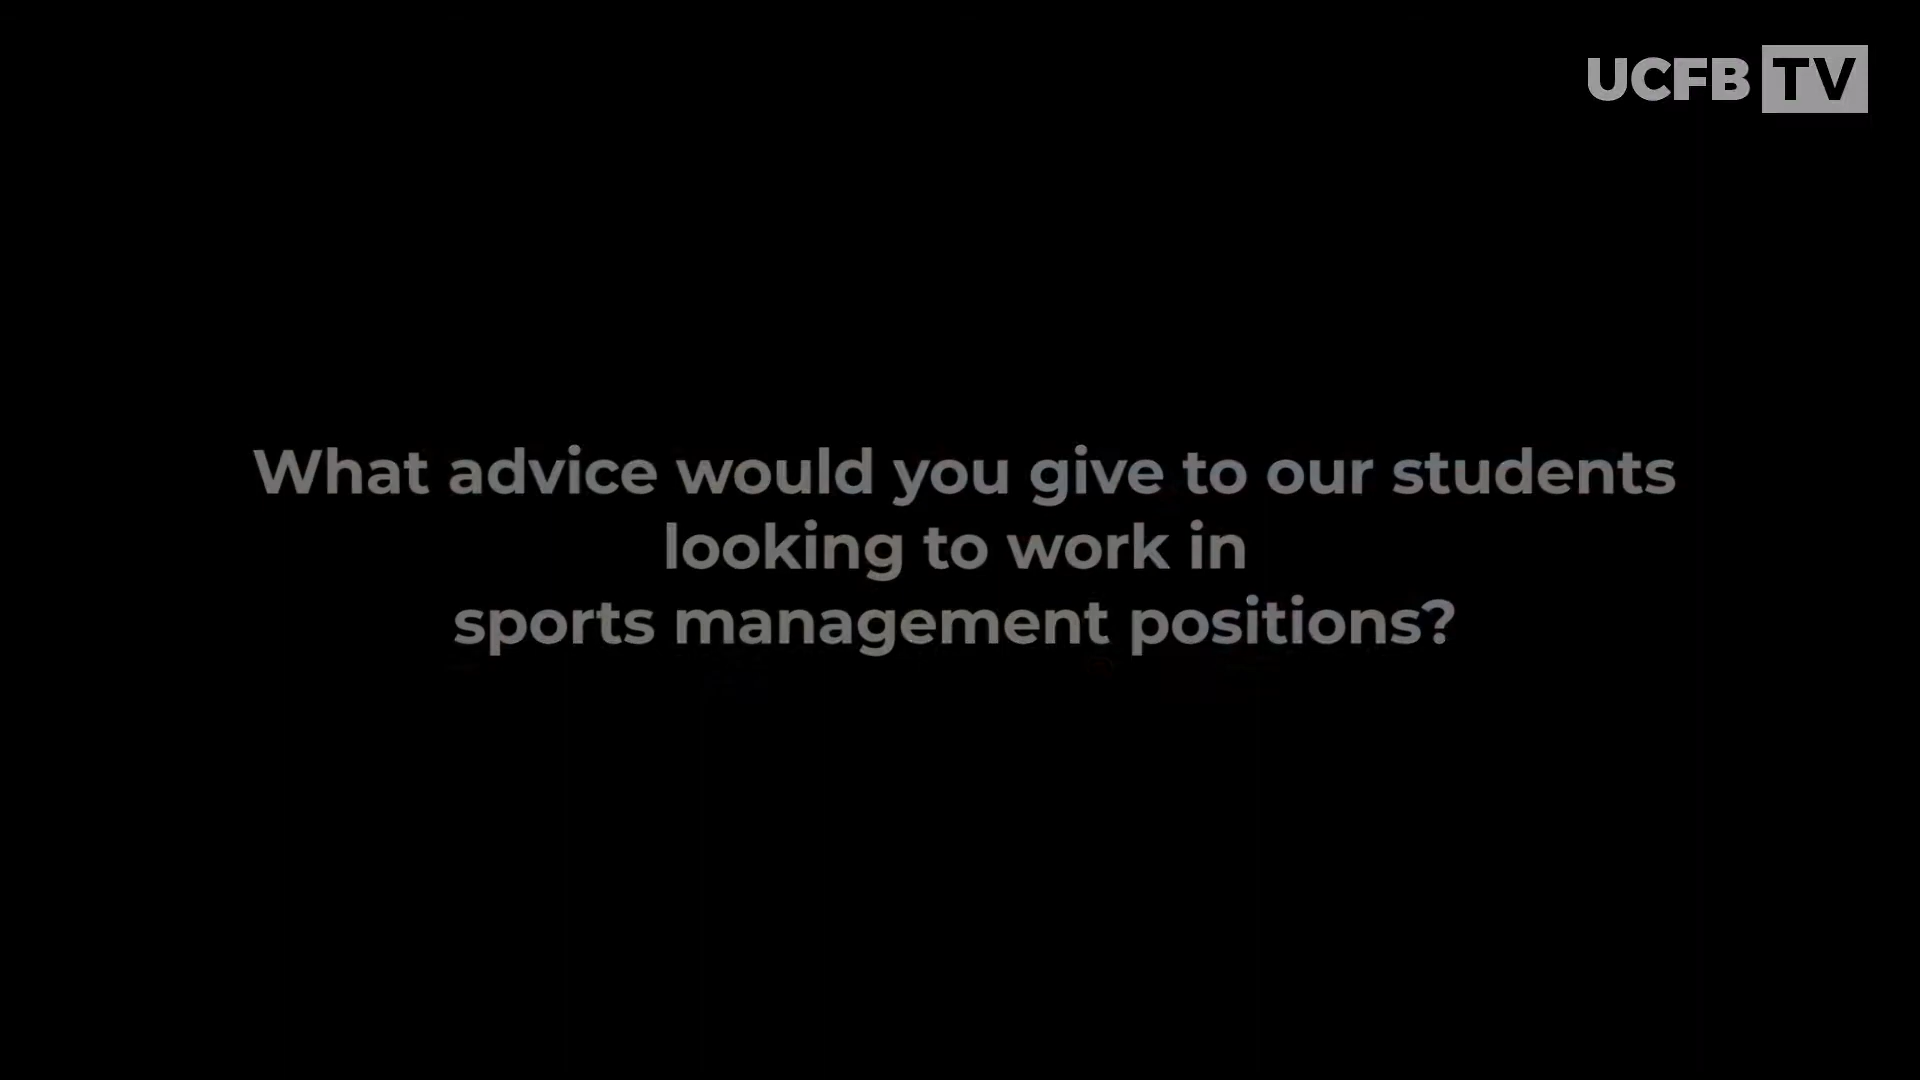 UCFB TV
What advice would you give to our students
looking to work in
sports management positions?